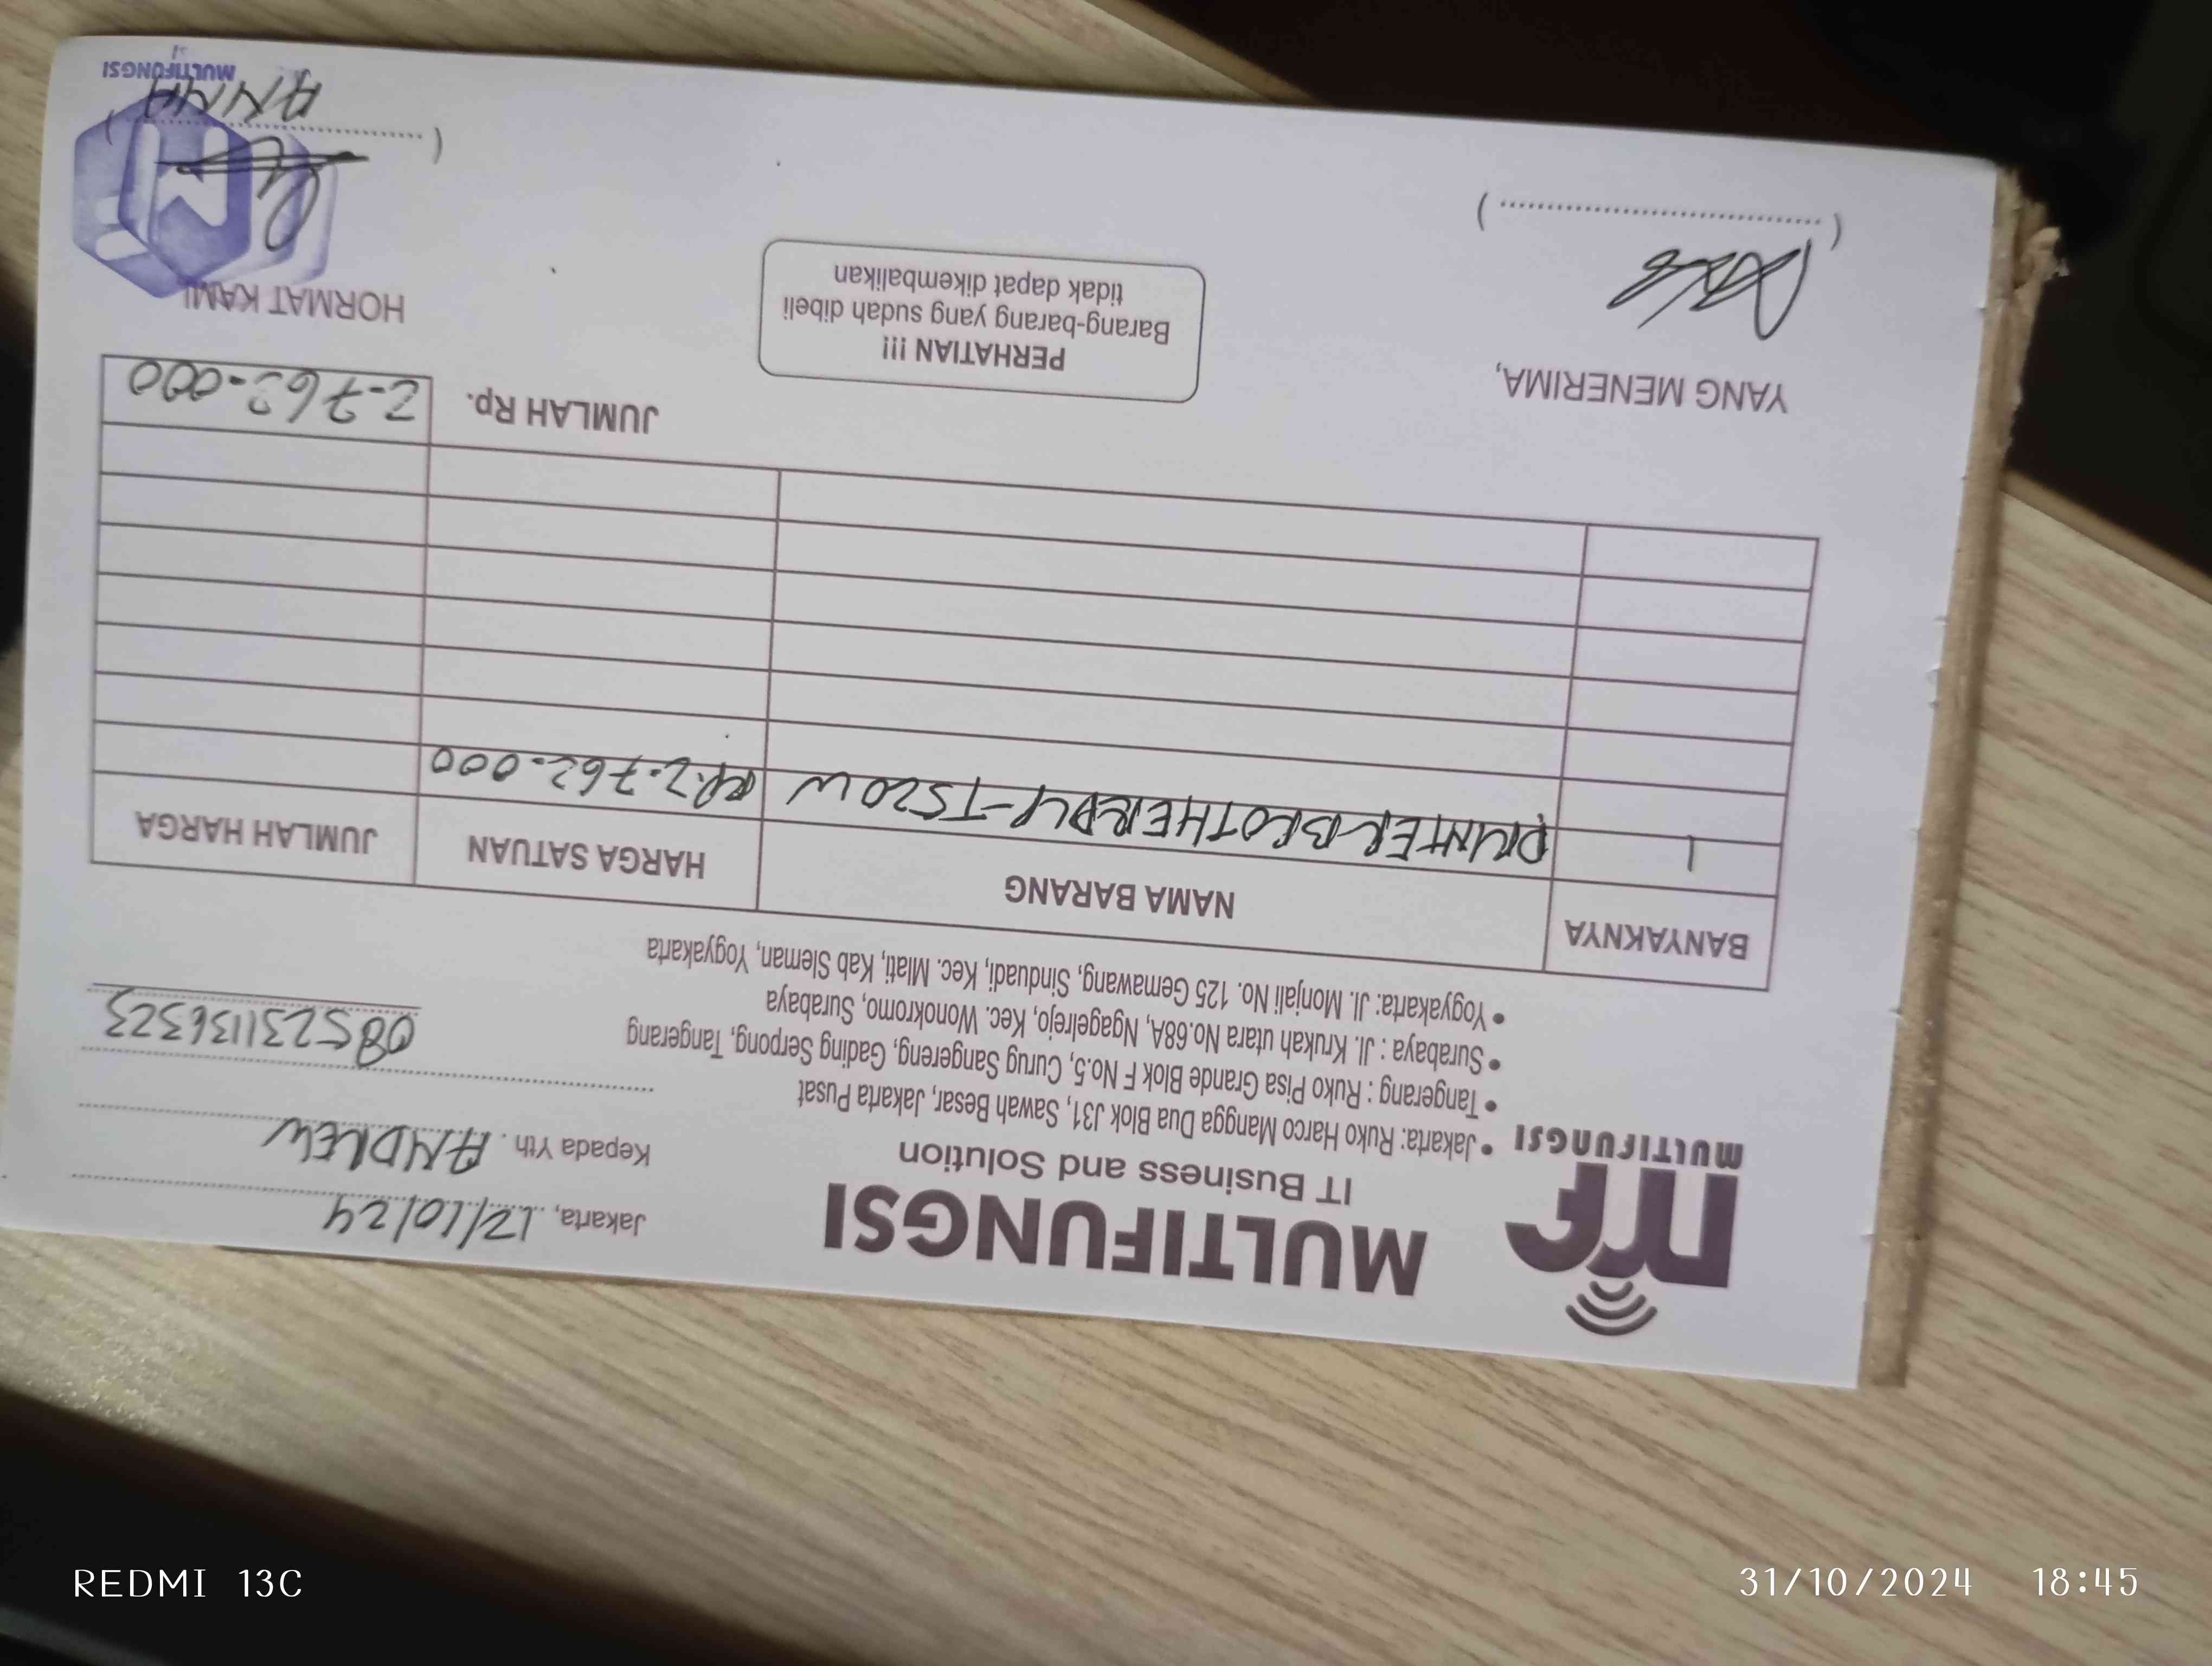 MULTIFUNGSI
IT Business and Solution
MULTIFUNGSI
• Jakarta: Ruko Harco Mangga Dua Blok J31, Sawah Besar, Jakarta Pusat
• Tangerang : Ruko Pisa Grande Blok F No.5, Curug Sangereng, Gading Serpong, Tangerang
• Surabaya : Jl. Krukah utara No.68A, Ngagelrejo, Kec. Wonokromo, Surabaya
• Yogyakarta: Jl. Monjali No. 125 Gemawang, Sinduadi, Kec. Mlati, Kab Sleman, Yogyakarta
Jakarta, 12/10/24
Kepada Yth. ANDREW
085231136323
BANYAKNYA NAMA BARANG HARGA SATUAN JUMLAH HARGA
1 PRINTER BROTHER DCP-T520W RP.2.762.000
JUMLAH Rp. 2.762.000
YANG MENERIMA,
PERHATIAN !!!
Barang-barang yang sudah dibeli
tidak dapat dikembalikan
HORMAT KAMI
ANNA
MULTIFUNGSI
REDMI 13C
31/10/2024 18:45